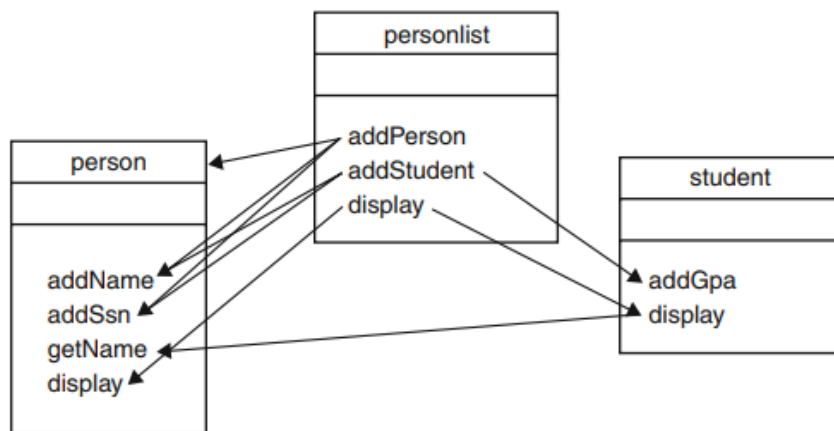 personlist
addPerson
addStudent
display
person
addName
addSsn
getName
display
student
addGpa
display